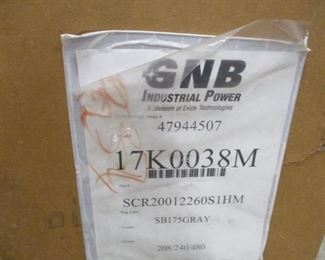 GNB
INDUSTRIAL POWER
A Division of Exide Technologies
47944507
17K0038M
SCR20012260S1HM
SB175GRAY
208/240/480